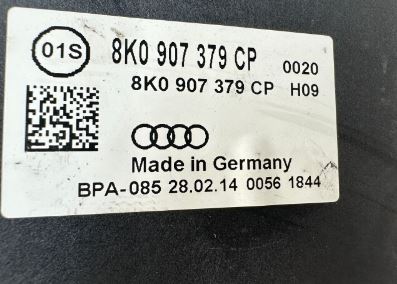 01S
8K0 907 379 CP 0020
8K0 907 379 CP H09
Made in Germany
BPA-085 28.02.14 0056 1844